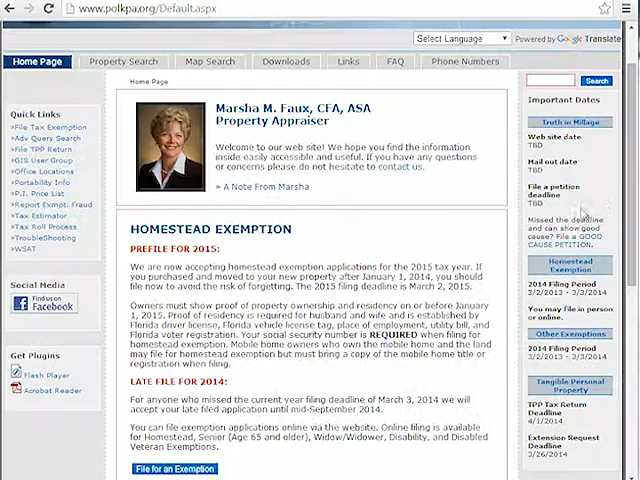 www.polkpa.org/Default.aspx
Select Language
Powered by Google Translate
Home Page
Property Search
Map Search
Downloads
Links
FAQ
Phone Numbers
Home Page
Quick Links
»File Tax Exemption
»Adv Query Search
»File TPP Return
»GIS User Group
»Office Locations
»Portability Info
»P.I. Price List
»Report Exmpt. Fraud
»Tax Estimator
»Tax Roll Process
»TroubleShooting
»WSAT
Social Media
Find us on
Facebook
Get Plugins
Flash Player
Acrobat Reader
Marsha M. Faux, CFA, ASA
Property Appraiser
Welcome to our web site! We hope you find the information
inside easily accessible and useful. If you have any questions
or concerns please do not hesitate to contact us.
» A Note From Marsha
HOMESTEAD EXEMPTION
PREFILE FOR 2015:
We are now accepting homestead exemption applications for the 2015 tax year. If
you purchased and moved to your new property after January 1, 2014, you should
file now to avoid the risk of forgetting. The 2015 filing deadline is March 2, 2015.
Owners must show proof of property ownership and residency on or before January
1, 2015. Proof of residency is required for husband and wife and is established by
Florida driver license, Florida vehicle license tag, place of employment, utility bill, and
Florida voter registration. Your social security number is REQUIRED when filing for
homestead exemption. Mobile home owners who own the mobile home and the land
may file for homestead exemption but must bring a copy of the mobile home title or
registration when filing.
LATE FILE FOR 2014:
For anyone who missed the current year filing deadline of March 3, 2014 we will
accept your late filed application until mid-September 2014.
You can file exemption applications online via the website. Online filing is available
for Homestead, Senior (Age 65 and older), Widow/Widower, Disability, and Disabled
Veteran Exemptions.
File for an Exemption
Search
Important Dates
Truth in Millage
Web site date
TBD
Mail out date
TBD
File a petition
deadline
TBD
Missed the deadline
and can show good
cause? File a GOOD
CAUSE PETITION.
Homestead
Exemption
2014 Filing Period
3/2/2013 - 3/3/2014
You may file in person
or online.
Other Exemptions
2014 Filing Period
3/2/2013 - 3/3/2014
Tangible Personal
Property
TPP Tax Return
Deadline
4/1/2014
Extension Request
Deadline
3/26/2014